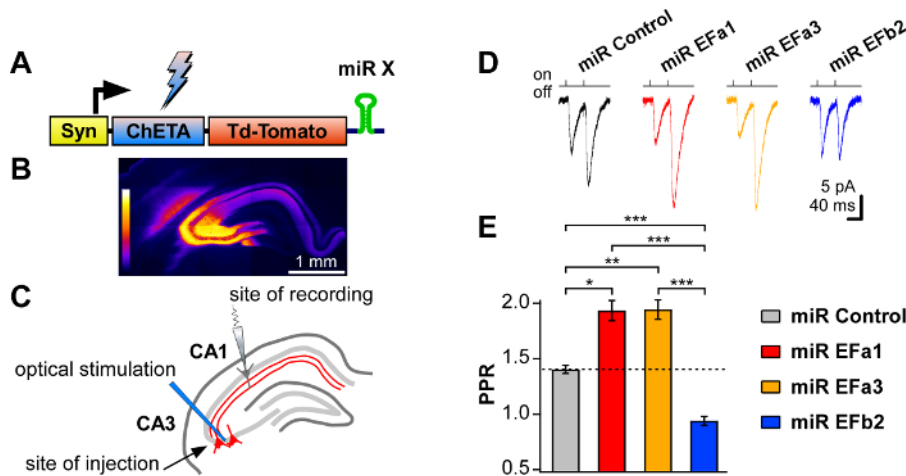 A
miR X
Syn
ChETA
Td-Tomato
B
1 mm
C
site of recording
CA1
optical stimulation
CA3
site of injection
D
miR Control
miR EFa1
miR EFa3
miR EFb2
on
off
5 pA
40 ms
E
***
***
**
*
***
2.0
1.5
1.0
0.5
PPR
miR Control
miR EFa1
miR EFa3
miR EFb2